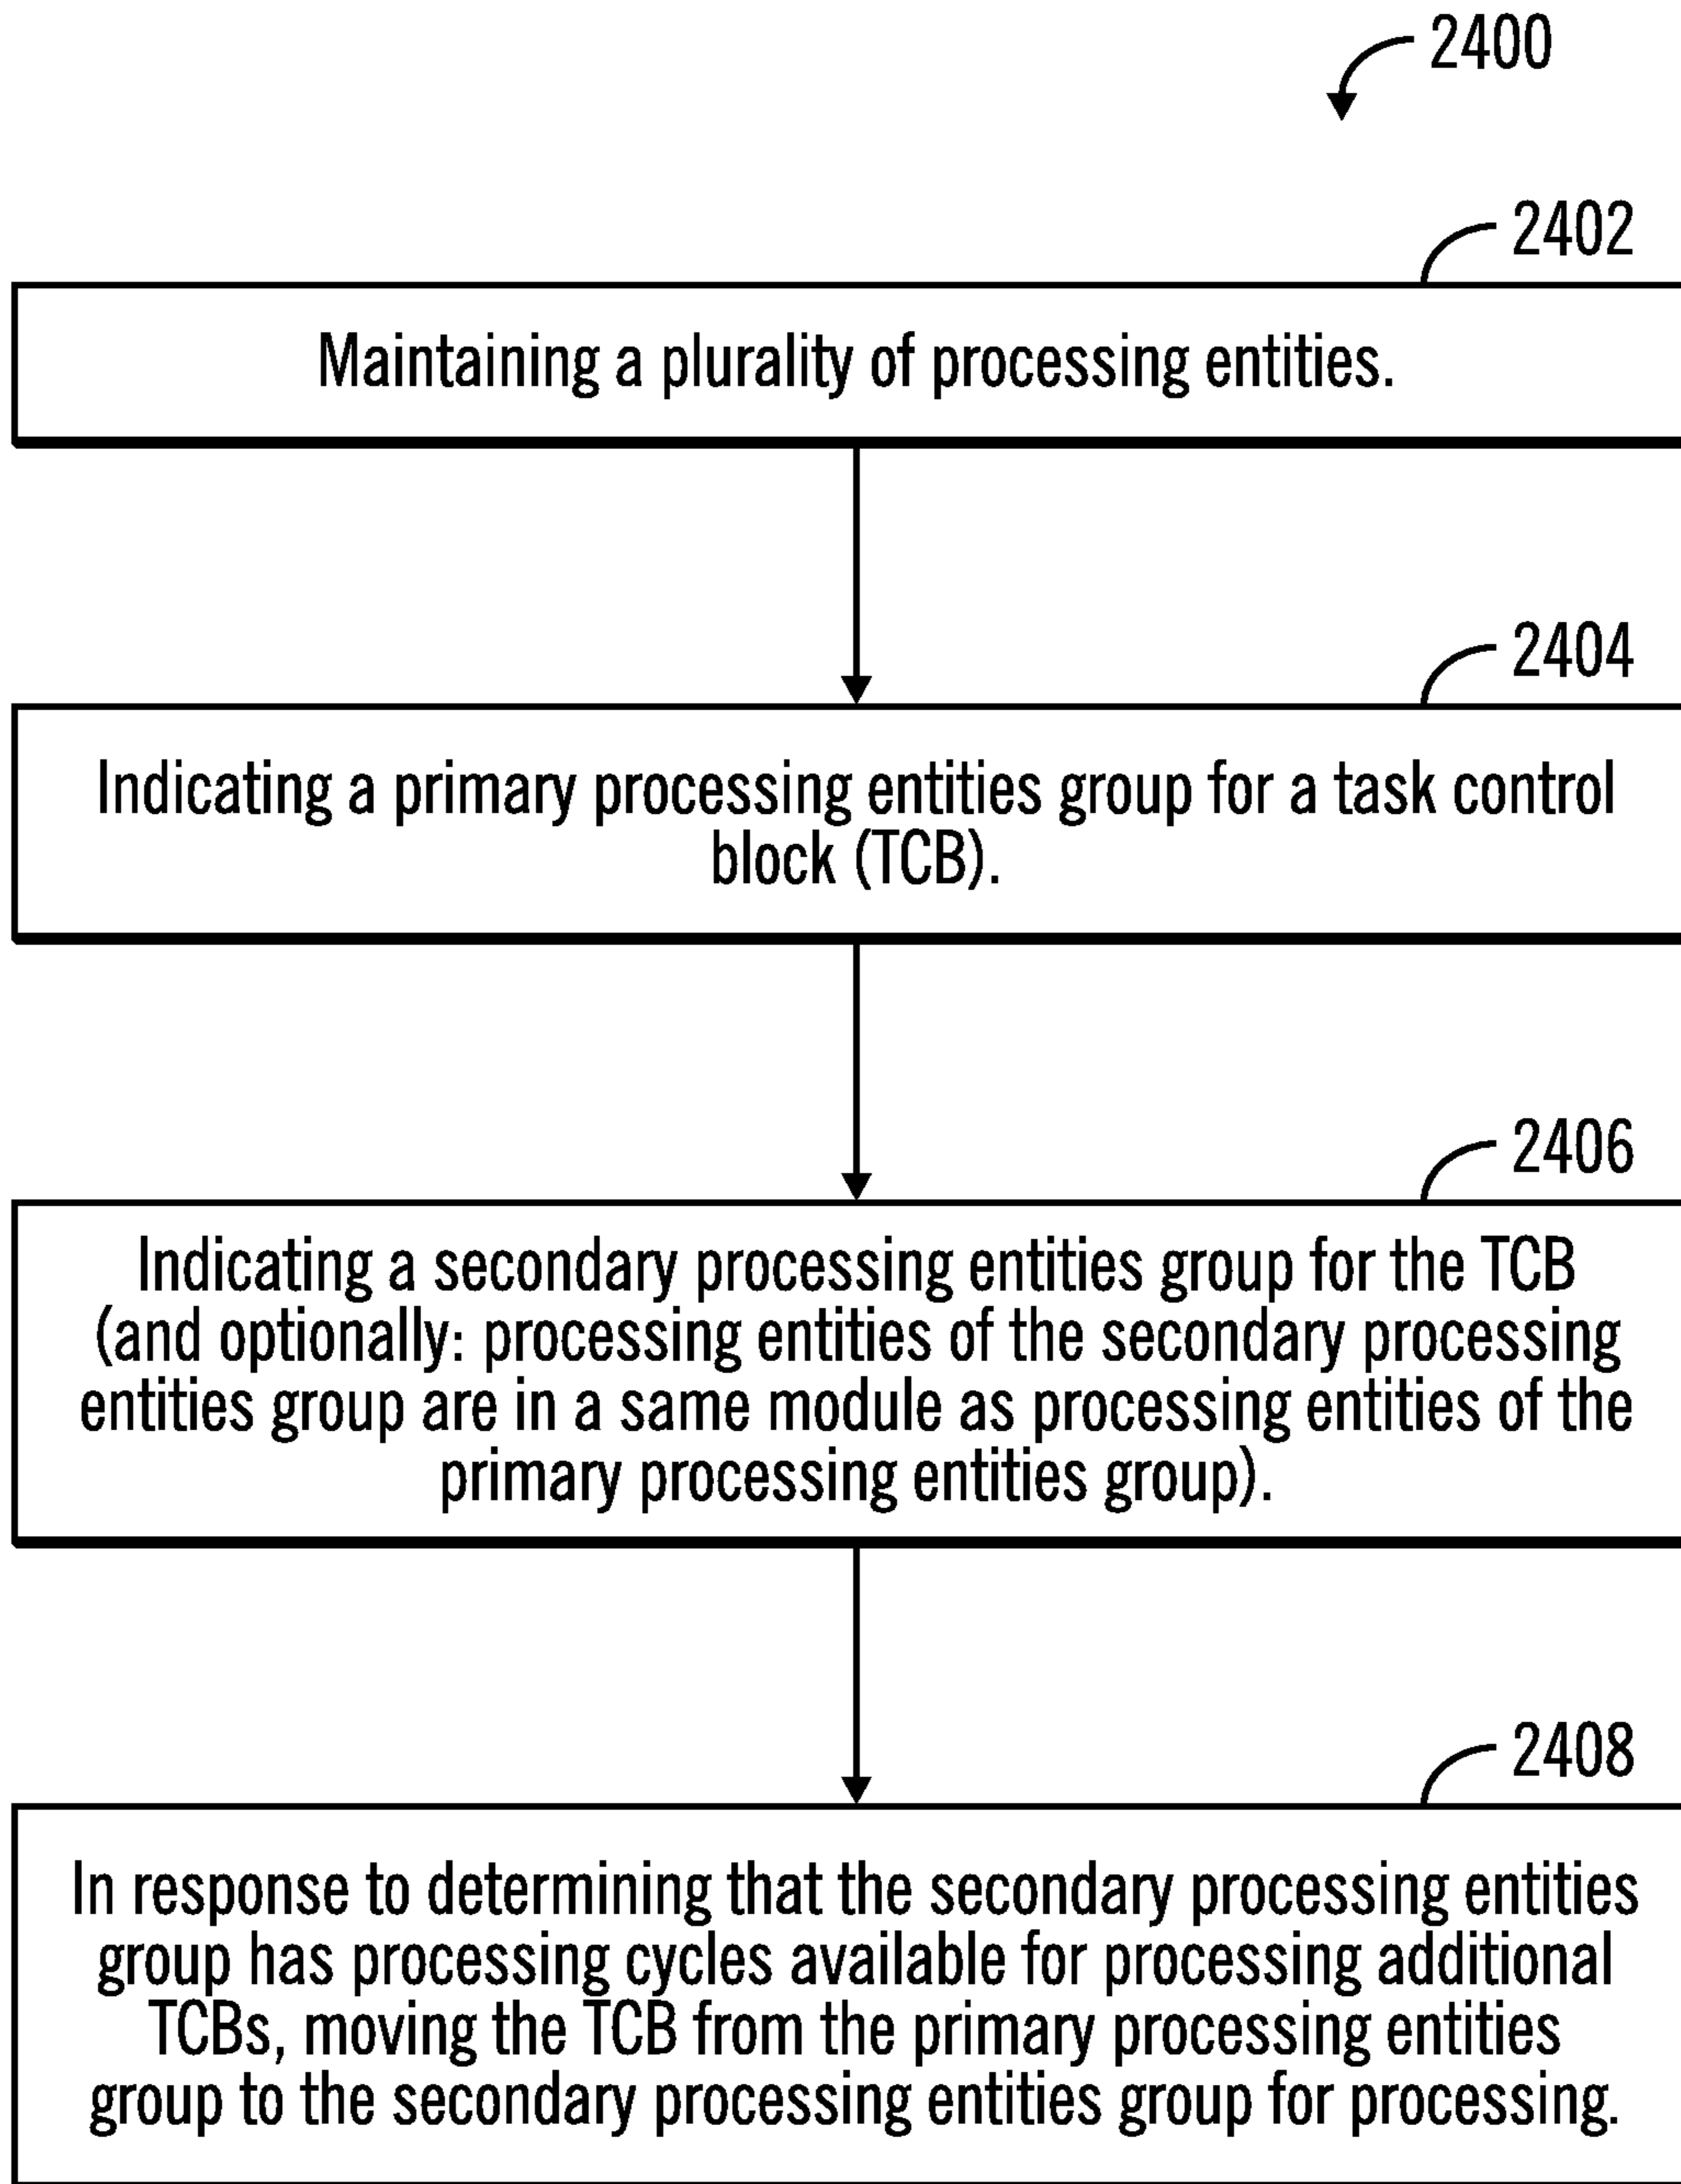 2400
2402
Maintaining a plurality of processing entities.
2404
Indicating a primary processing entities group for a task control
block (TCB).
2406
Indicating a secondary processing entities group for the TCB
(and optionally: processing entities of the secondary processing
entities group are in a same module as processing entities of the
primary processing entities group).
2408
In response to determining that the secondary processing entities
group has processing cycles available for processing additional
TCBs, moving the TCB from the primary processing entities
group to the secondary processing entities group for processing.